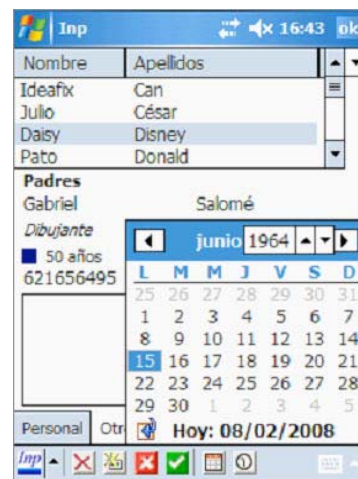 Inp 16:43 ok
Nombre Apellidos
Ideafix Can
Julio César
Daisy Disney
Pato Donald
Padres
Gabriel Salomé
Dibujante
50 años
621656495
junio 1964
L M M J V S D
25 26 27 28 29 30 31
1 2 3 4 5 6 7
8 9 10 11 12 13 14
15 16 17 18 19 20 21
22 23 24 25 26 27 28
29 30 1 2 3 4 5
Hoy: 08/02/2008
Personal Otr
Inp